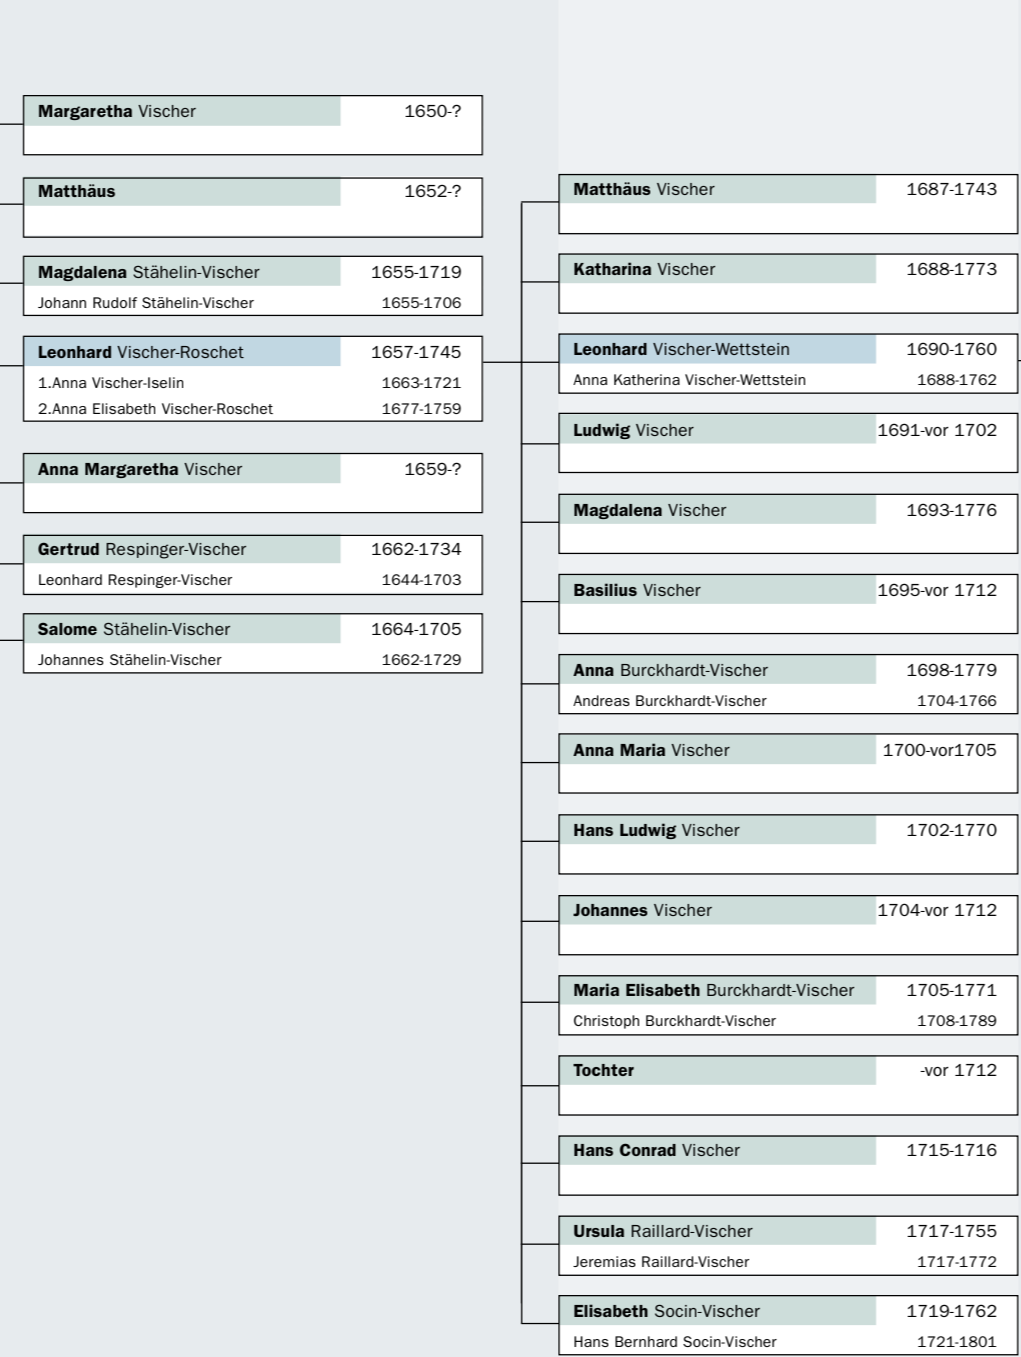 Margaretha Vischer 1650-?
Matthäus 1652-?
Magdalena Stähelin-Vischer 1655-1719
Johann Rudolf Stähelin-Vischer 1655-1706
Leonhard Vischer-Roschet 1657-1745
1.Anna Vischer-Iselin 1663-1721
2.Anna Elisabeth Vischer-Roschet 1677-1759
Anna Margaretha Vischer 1659-?
Gertrud Respinger-Vischer 1662-1734
Leonhard Respinger-Vischer 1644-1703
Salome Stähelin-Vischer 1664-1705
Johannes Stähelin-Vischer 1662-1729
Matthäus Vischer 1687-1743
Katharina Vischer 1688-1773
Leonhard Vischer-Wettstein 1690-1760
Anna Katherina Vischer-Wettstein 1688-1762
Ludwig Vischer 1691-vor 1702
Magdalena Vischer 1693-1776
Basilius Vischer 1695-vor 1712
Anna Burckhardt-Vischer 1698-1779
Andreas Burckhardt-Vischer 1704-1766
Anna Maria Vischer 1700-vor1705
Hans Ludwig Vischer 1702-1770
Johannes Vischer 1704-vor 1712
Maria Elisabeth Burckhardt-Vischer 1705-1771
Christoph Burckhardt-Vischer 1708-1789
Tochter -vor 1712
Hans Conrad Vischer 1715-1716
Ursula Raillard-Vischer 1717-1755
Jeremias Raillard-Vischer 1717-1772
Elisabeth Socin-Vischer 1719-1762
Hans Bernhard Socin-Vischer 1721-1801